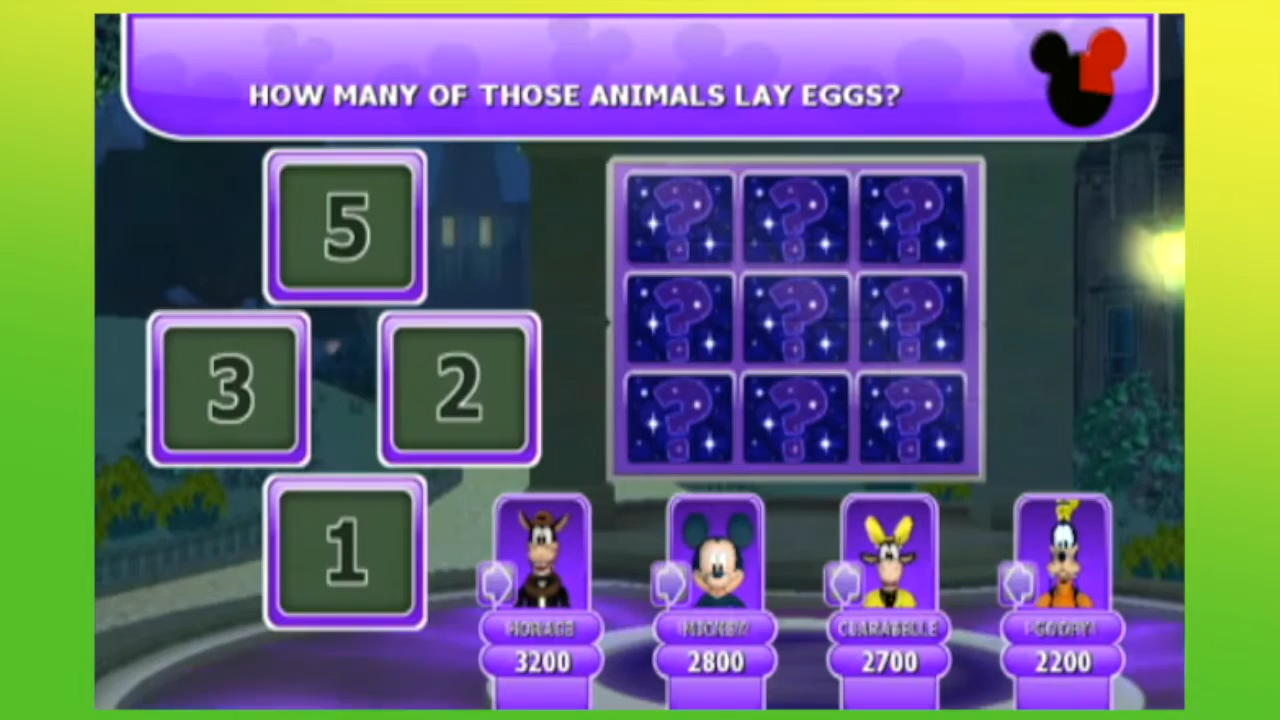 HOW MANY OF THOSE ANIMALS LAY EGGS?
5
3 2
1
HORACE MICKEY CLARABELLE GOOFY
3200 2800 2700 2200